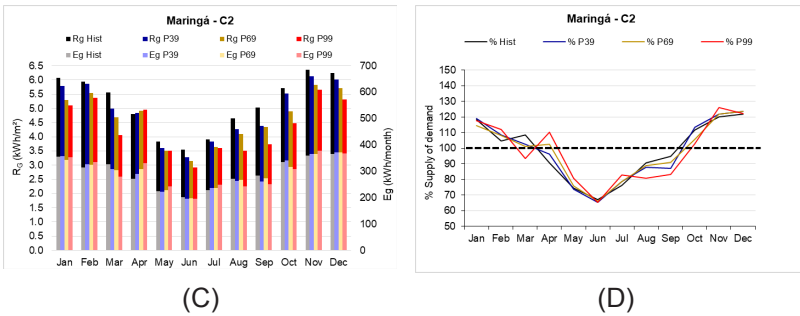 Maringá - C2
Rg Hist Rg P39 Rg P69 Rg P99
Eg Hist Eg P39 Eg P69 Eg P99
6.5
6.0
5.5
5.0
4.5
4.0
3.5
3.0
2.5
2.0
1.5
1.0
0.5
0.0
RG (kWh/m²)
700
600
500
400
300
200
100
0
Eg (kWh/month)
Jan Feb Mar Apr May Jun Jul Aug Sep Oct Nov Dec
(C)
Maringá - C2
% Hist % P39 % P69 % P99
150
140
130
120
110
100
90
80
70
60
50
% Supply of demand
Jan Feb Mar Apr May Jun Jul Aug Sep Oct Nov Dec
(D)